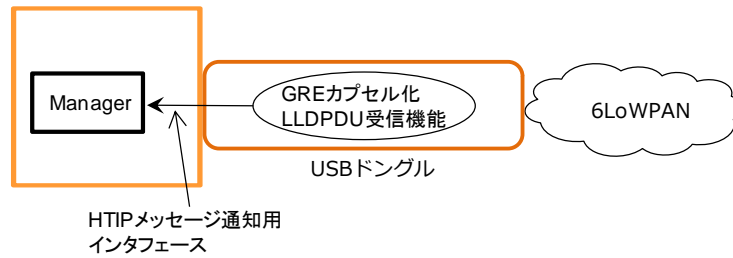 Manager
GREカプセル化
LLDPDU受信機能
6LoWPAN
USBドングル
HTIPメッセージ通知用
インタフェース